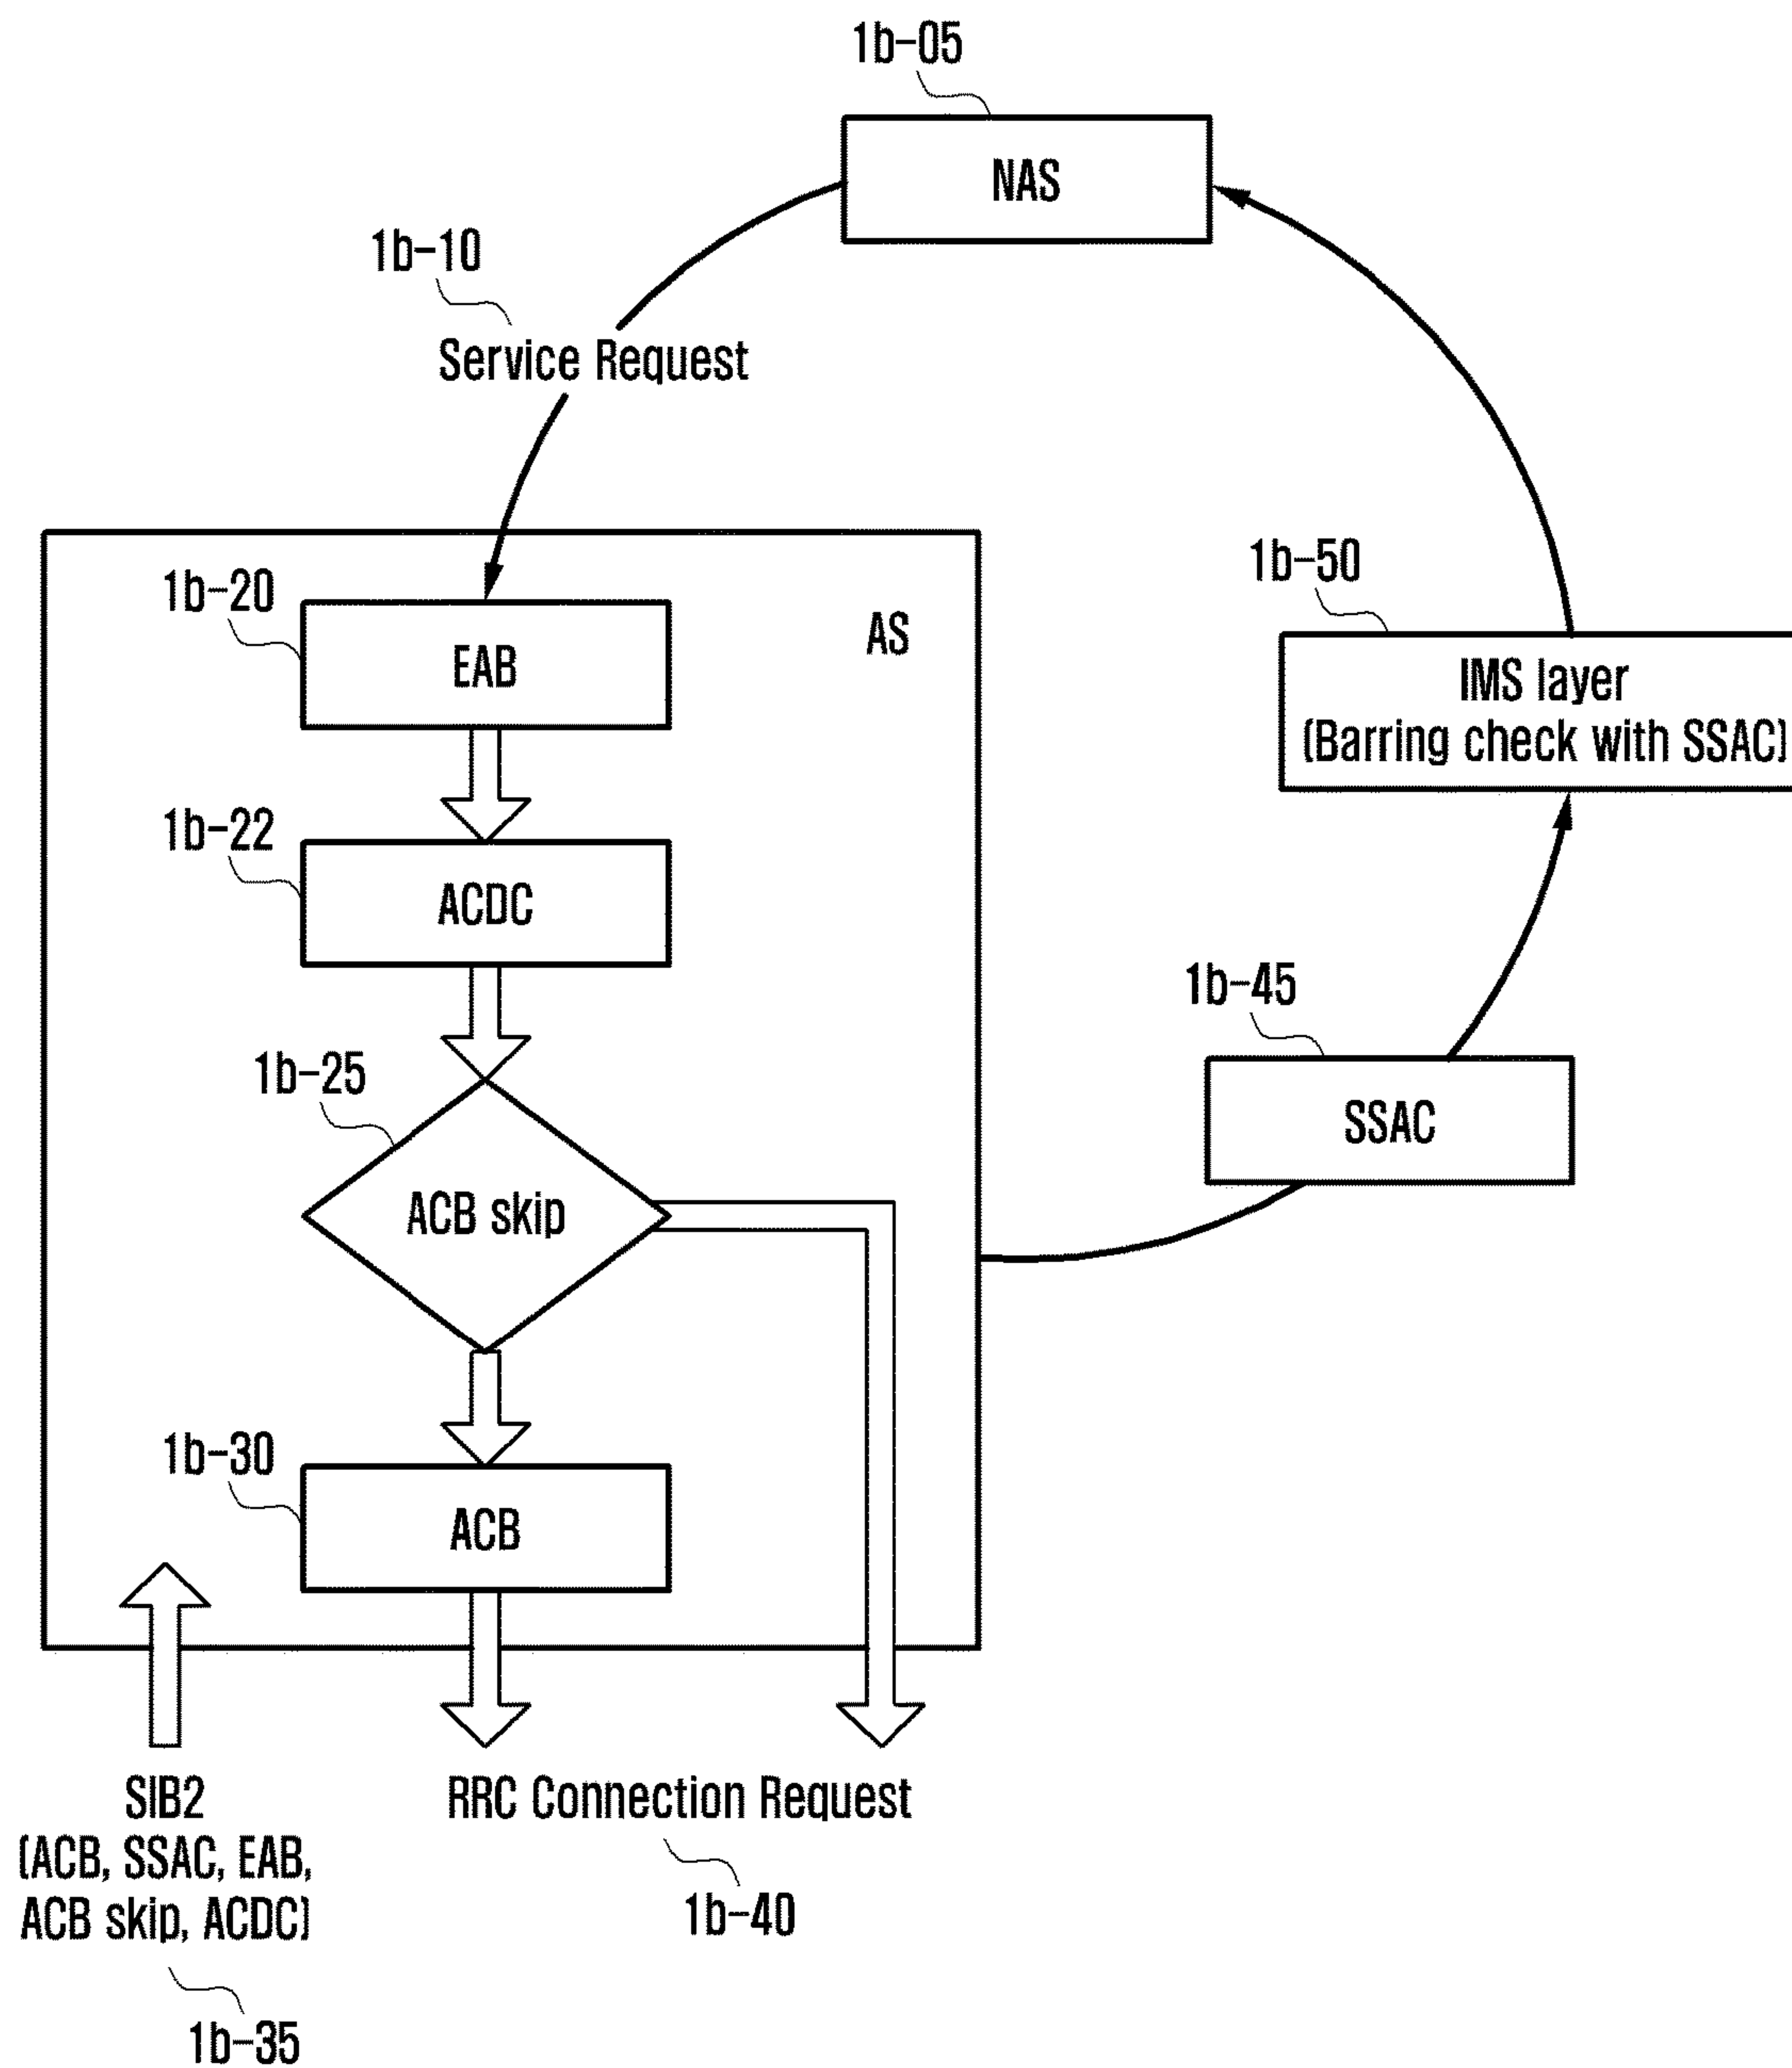 1b-05
NAS
1b-10
Service Request
1b-20
EAB
AS
1b-50
IMS layer
(Barring check with SSAC)
1b-22
ACDC
1b-45
SSAC
1b-25
ACB skip
1b-30
ACB
SIB2
(ACB, SSAC, EAB,
ACB skip, ACDC)
1b-35
RRC Connection Request
1b-40